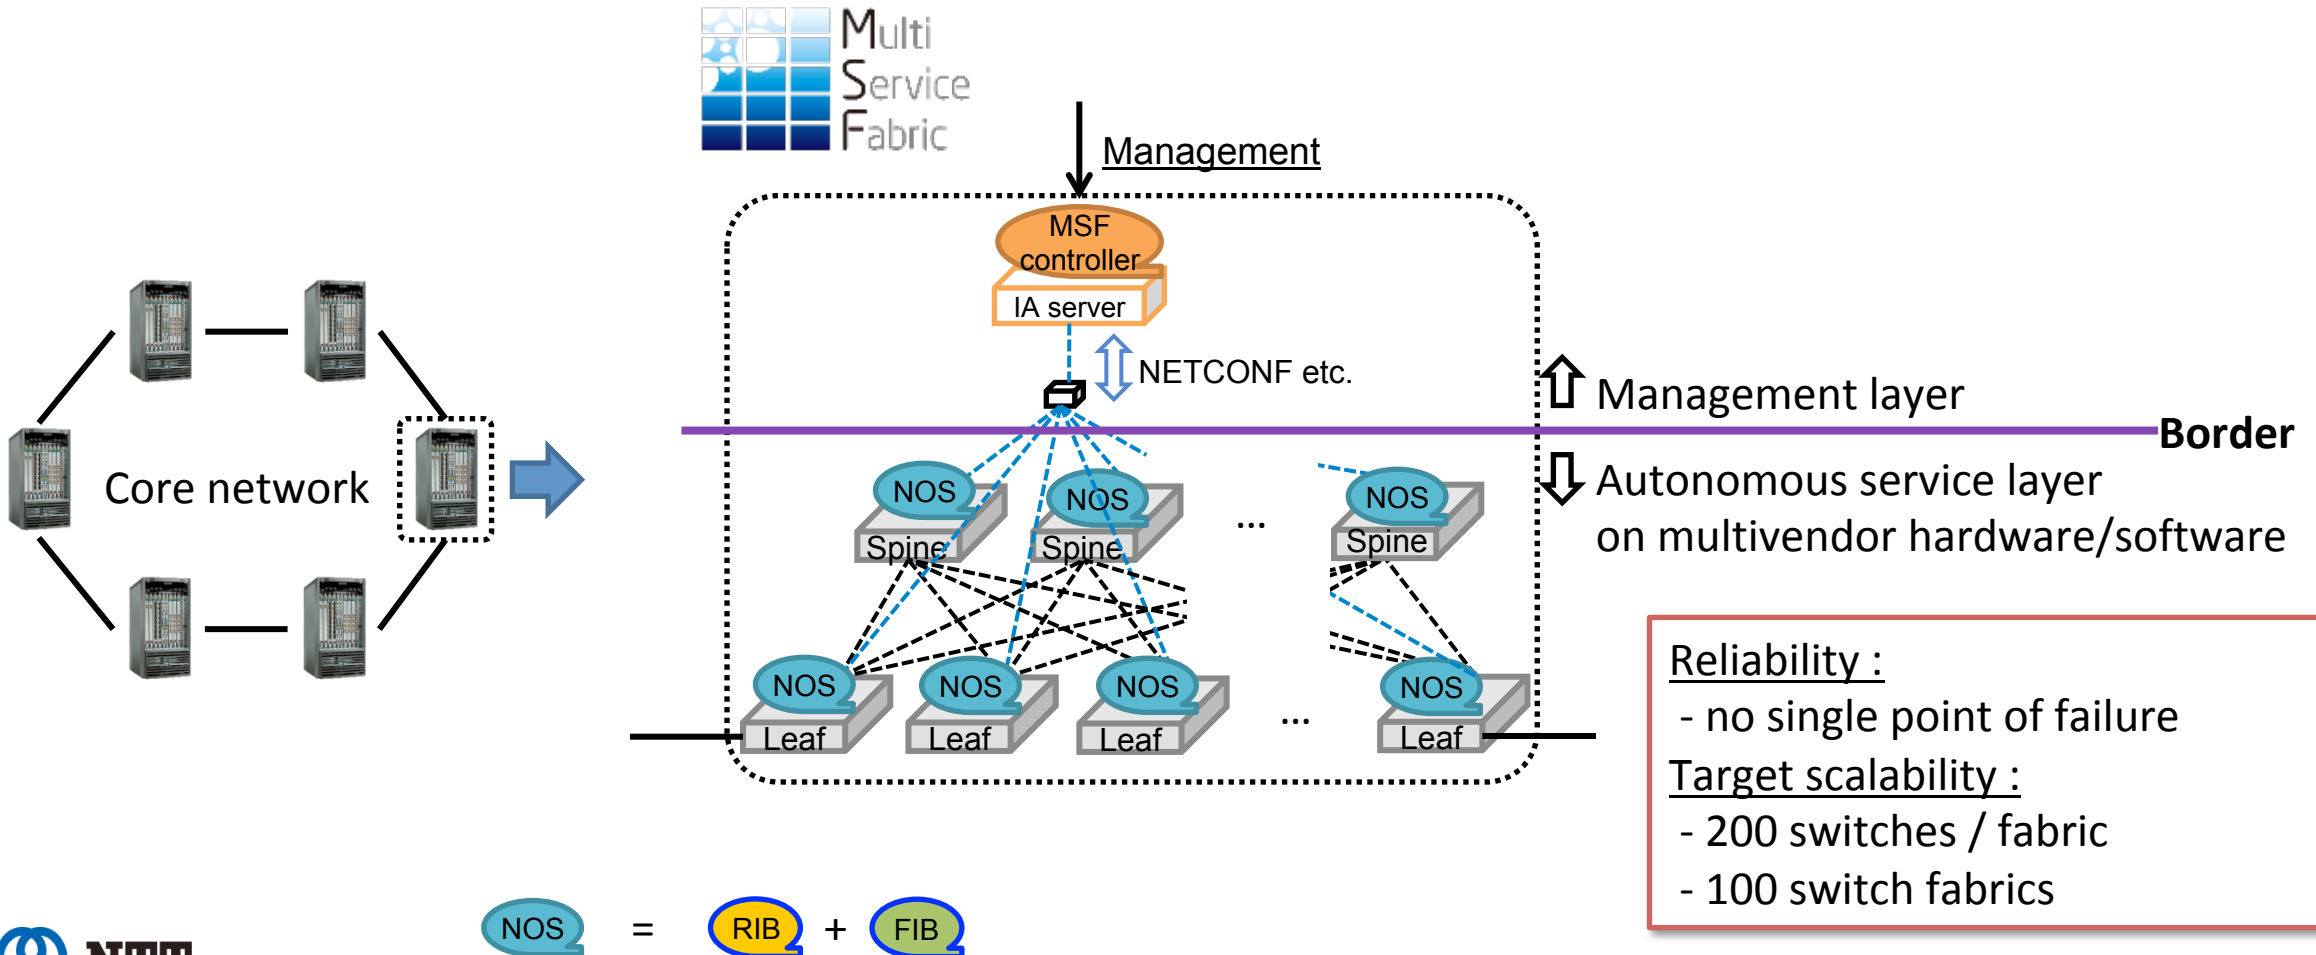 Multi
Service
Fabric
Management
MSF
controller
IA server
NETCONF etc.
Management layer
Border
Core network
NOS
NOS
...
NOS
Autonomous service layer
on multivendor hardware/software
Spine
Spine
Spine
NOS
NOS
NOS
...
NOS
Leaf
Leaf
Leaf
Leaf
Reliability :
- no single point of failure
Target scalability :
- 200 switches / fabric
- 100 switch fabrics
NOS = RIB + FIB
NTT